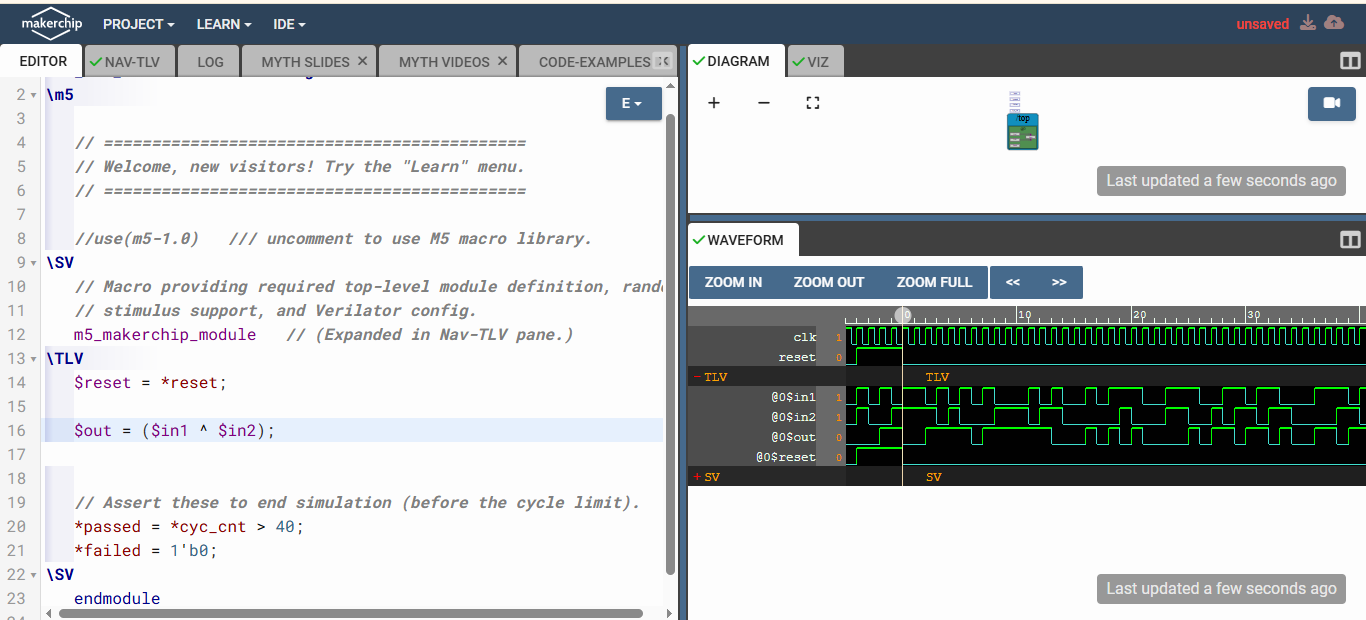 makerchip PROJECT LEARN IDE unsaved
EDITOR NAV-TLV LOG MYTH SLIDES × MYTH VIDEOS × CODE-EXAMPLES ×
2 \m5
3
4 // ============================================
5 // Welcome, new visitors! Try the "Learn" menu.
6 // ============================================
7
8 //use(m5-1.0) /// uncomment to use M5 macro library.
9 \SV
10 // Macro providing required top-level module definition, rand
11 // stimulus support, and Verilator config.
12 m5_makerchip_module // (Expanded in Nav-TLV pane.)
13 \TLV
14 $reset = *reset;
15
16 $out = ($in1 ^ $in2);
17
18
19 // Assert these to end simulation (before the cycle limit).
20 *passed = *cyc_cnt > 40;
21 *failed = 1'b0;
22 \SV
23 endmodule
E
DIAGRAM VIZ
/top
Last updated a few seconds ago
WAVEFORM
ZOOM IN ZOOM OUT ZOOM FULL << >>
0 10 20 30
clk 1
reset 0
- TLV TLV
@0$in1 1
@0$in2 1
@0$out 0
@0$reset 0
+ SV SV
Last updated a few seconds ago